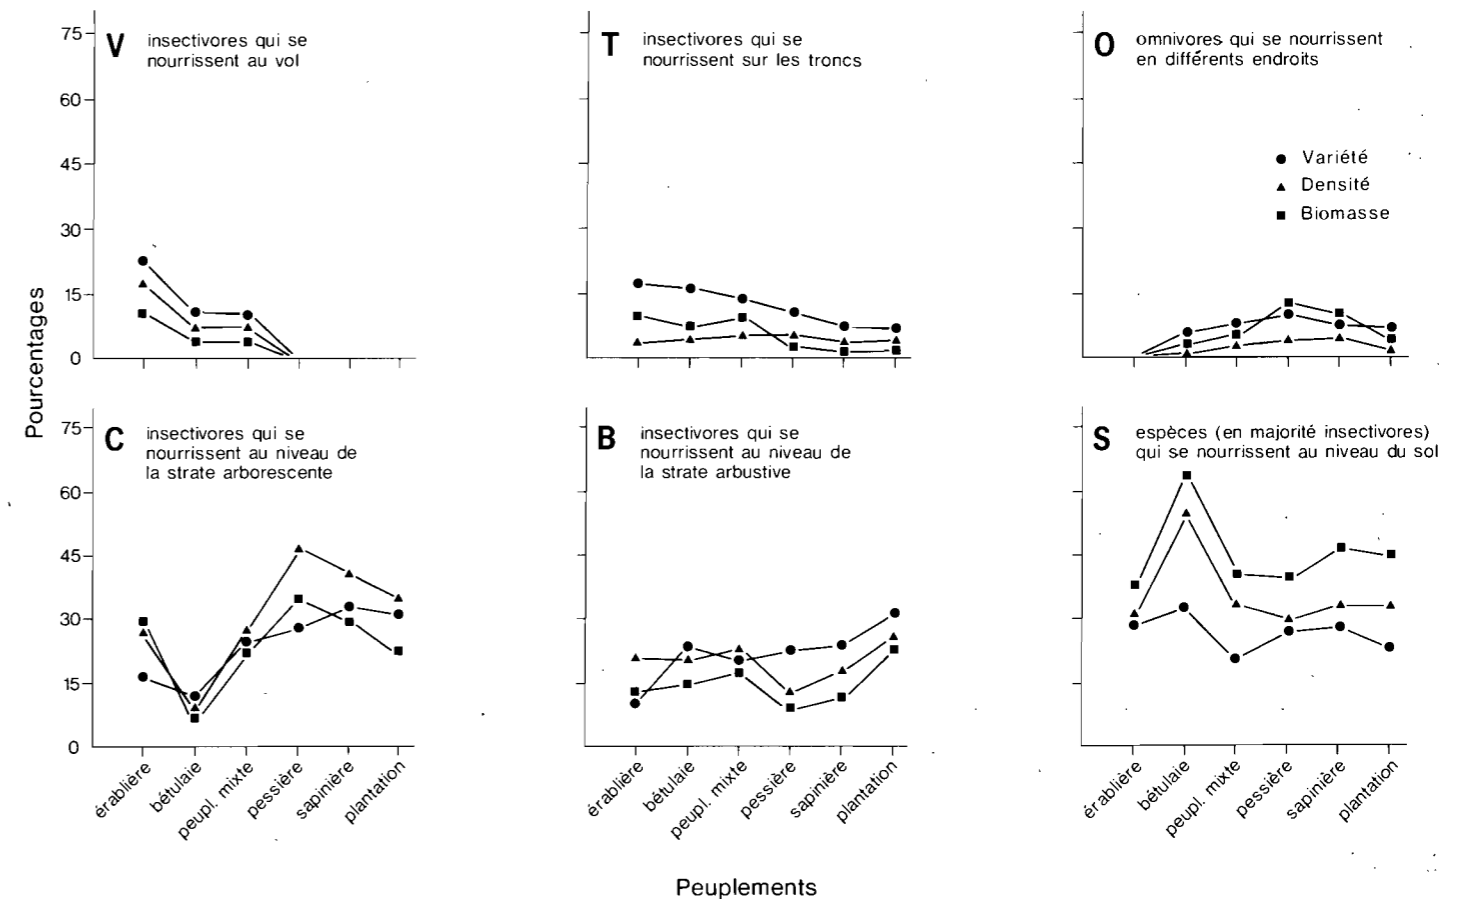 V insectivores qui se
nourrissent au vol
75
60
45
30
15
0
T insectivores qui se
nourrissent sur les troncs
O omnivores qui se nourrissent
en différents endroits
Variété
Densité
Biomasse
Pourcentages
C insectivores qui se
nourrissent au niveau de
la strate arborescente
75
60
45
30
15
0
érablière
bétulaie
peupl. mixte
pessière
sapinière
plantation
B insectivores qui se
nourrissent au niveau de
la strate arbustive
érablière
bétulaie
peupl. mixte
pessière
sapinière
plantation
S espèces (en majorité insectivores)
qui se nourrissent au niveau du sol
érablière
bétulaie
peupl. mixte
pessière
sapinière
plantation
Peuplements